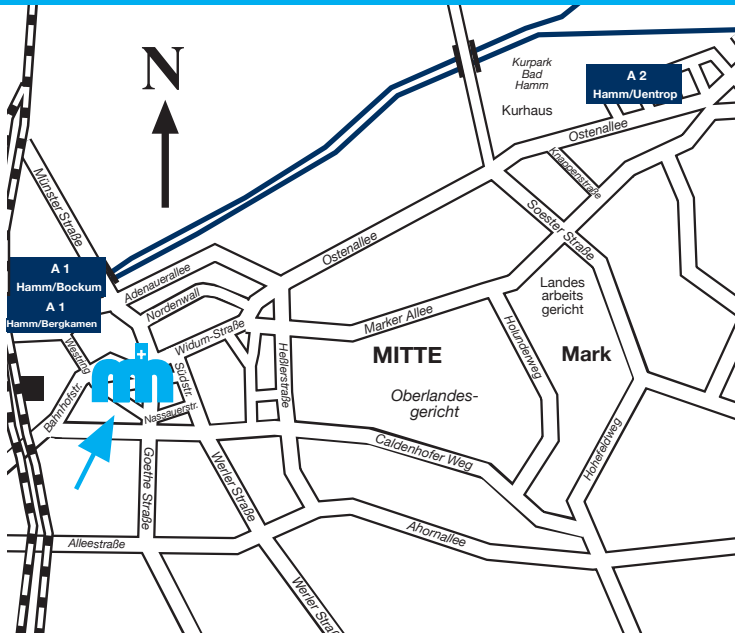 N
Kurpark
Bad
Hamm
Kurhaus
A 2
Hamm/Uentrop
Ostenallee
Knappenstraße
Münster Straße
Soester Straße
Ostenallee
A 1
Hamm/Bockum
A 1
Hamm/Bergkamen
Adenauerallee
Nordenwall
Landes
arbeits
gericht
Marker Allee
Holunderweg
Widum-Straße
Westring
MITTE
Mark
Heßlerstraße
Südstr.
Bahnhofstr.
Oberlandes-
gericht
Nassauerstr.
Caldenhofer Weg
Hohefeldweg
Goethe Straße
Werler Straße
Ahornallee
Alleestraße
Werler Straße